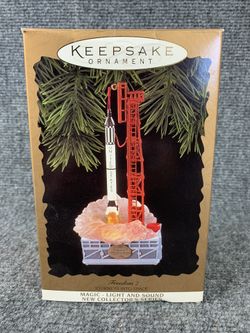 KEEPSAKE
ORNAMENT
Freedom 7
MAGIC - LIGHT AND SOUND
NEW COLLECTOR'S SERIES